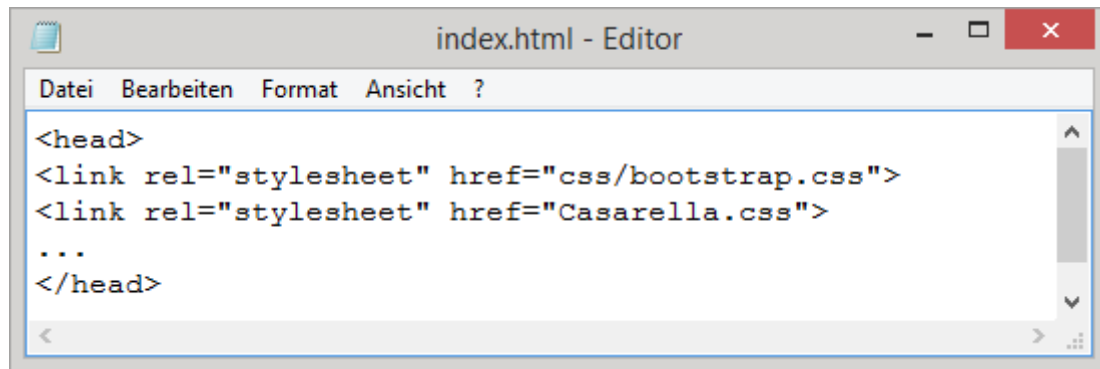 index.html - Editor
Datei Bearbeiten Format Ansicht ?
<head>
<link rel="stylesheet" href="css/bootstrap.css">
<link rel="stylesheet" href="Casarella.css">
...
</head>